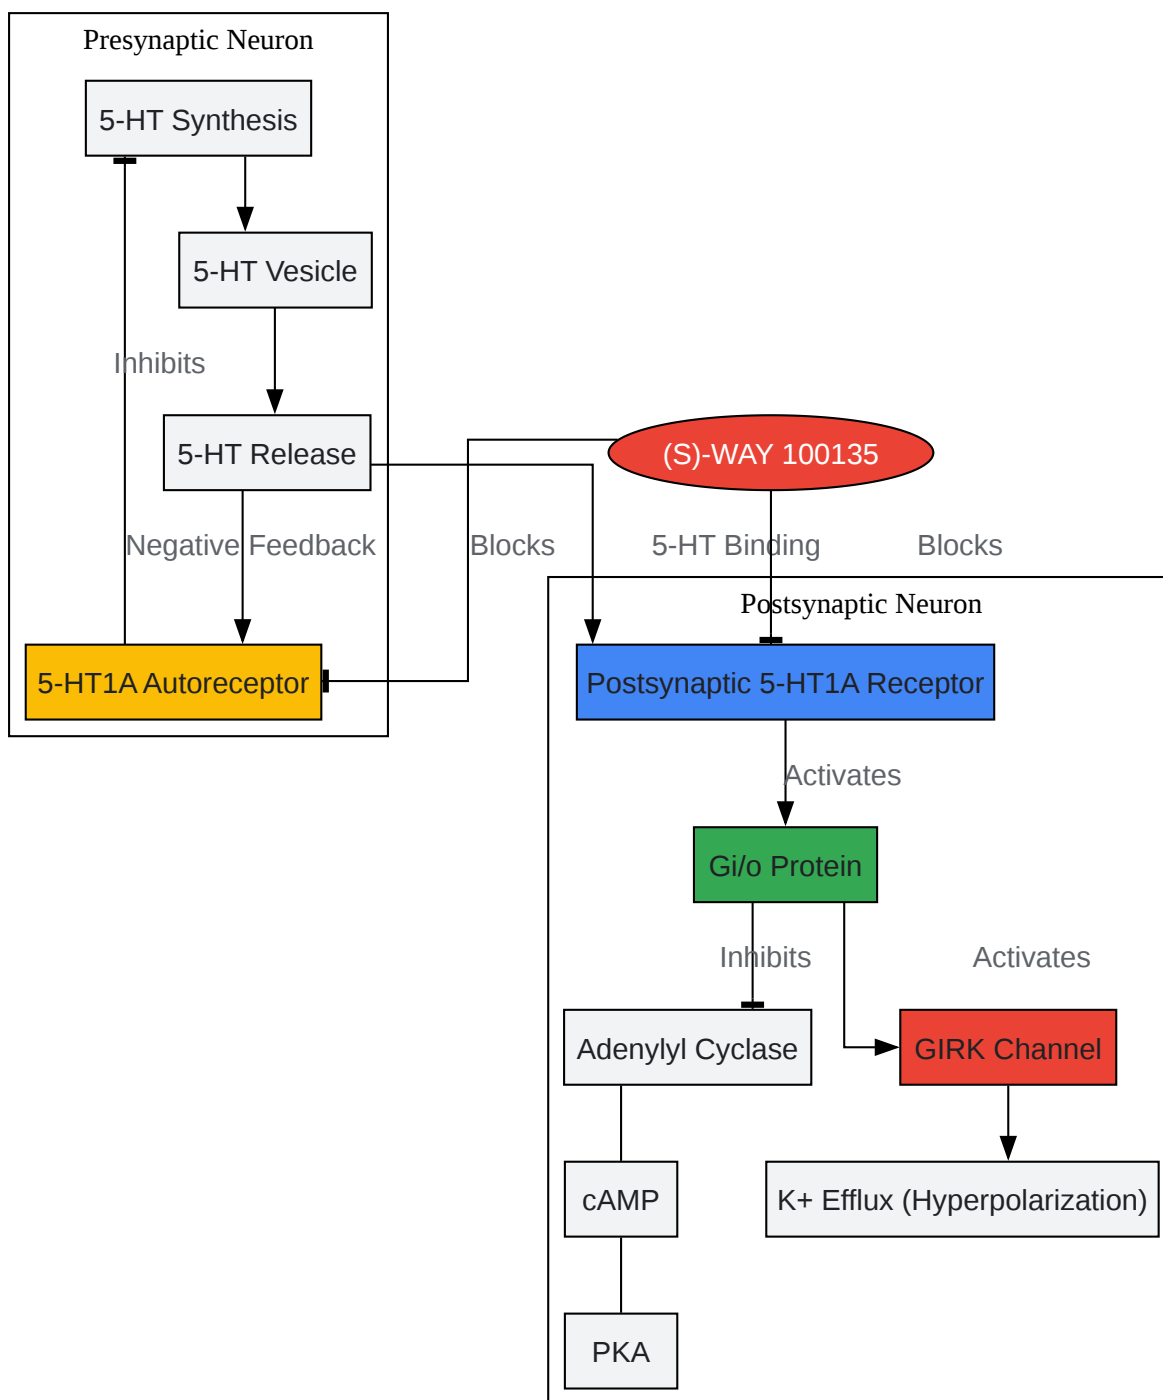 Presynaptic Neuron
5-HT Synthesis
5-HT Vesicle
Inhibits
5-HT Release
(S)-WAY 100135
Negative Feedback
Blocks
5-HT Binding
Blocks
Postsynaptic Neuron
5-HT1A Autoreceptor
Postsynaptic 5-HT1A Receptor
Activates
Gi/o Protein
Inhibits
Activates
Adenylyl Cyclase
GIRK Channel
cAMP
K+ Efflux (Hyperpolarization)
PKA